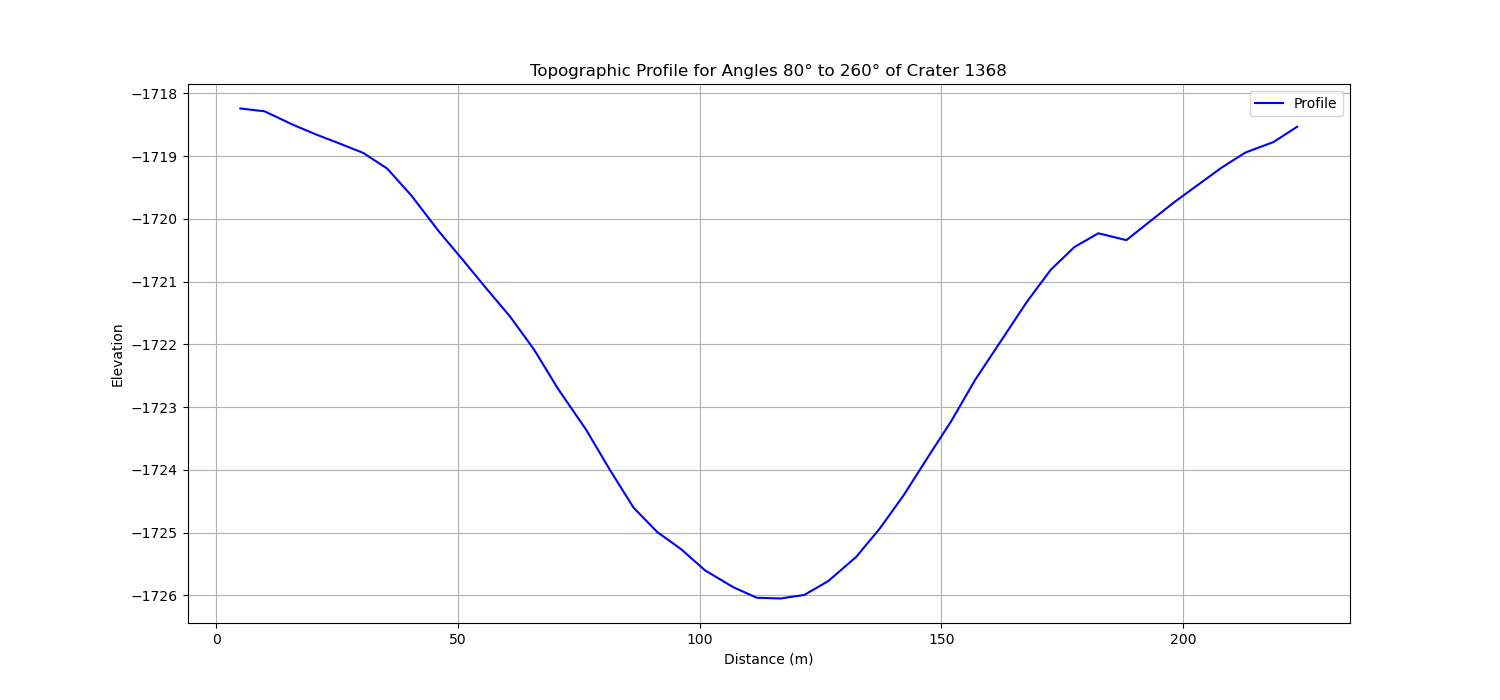 Topographic Profile for Angles 80° to 260° of Crater 1368
Profile
−1718
−1719
−1720
−1721
−1722
−1723
−1724
−1725
−1726
Elevation
0 50 100 150 200
Distance (m)